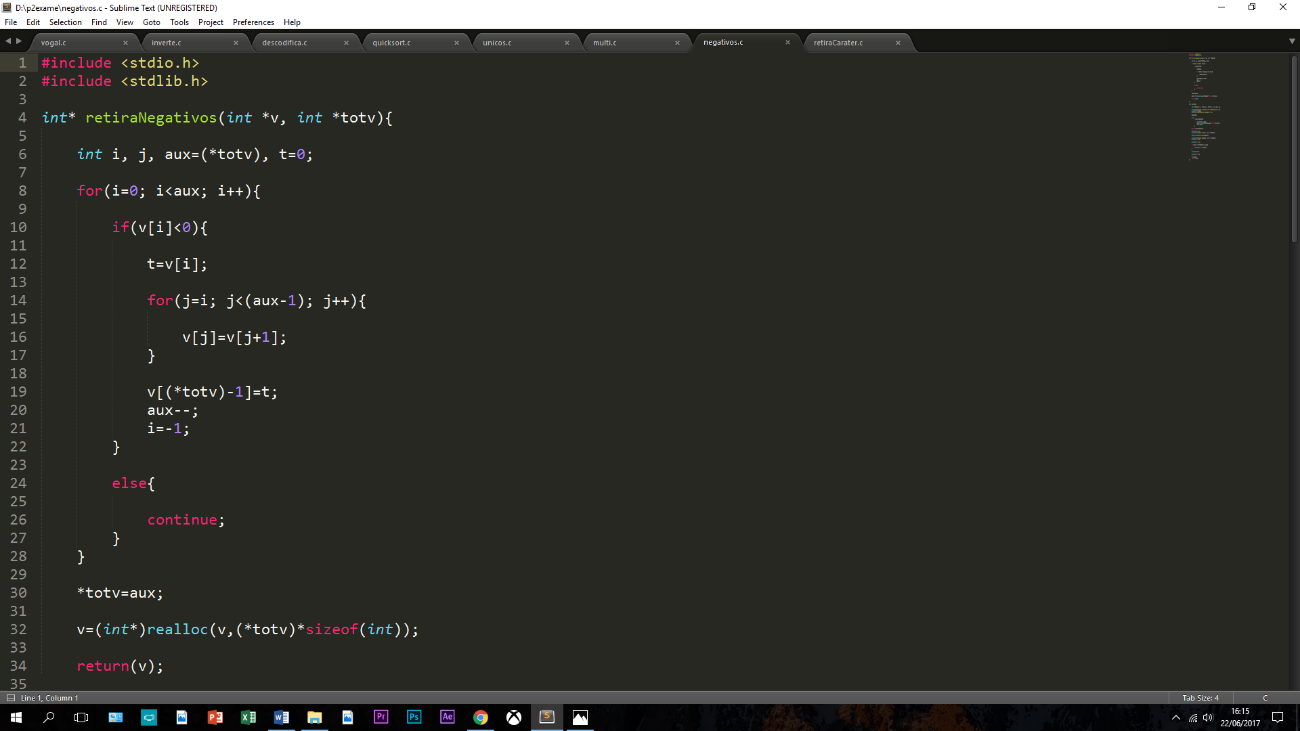 D:\p2exame\negativos.c - Sublime Text (UNREGISTERED)
File Edit Selection Find View Goto Tools Project Preferences Help
vogal.c × inverte.c × descodifica.c × quicksort.c × unicos.c × multi.c × negativos.c × retiraCarater.c ×
1 #include <stdio.h>
2 #include <stdlib.h>
3
4 int* retiraNegativos(int *v, int *totv){
5
6 int i, j, aux=(*totv), t=0;
7
8 for(i=0; i<aux; i++){
9
10 if(v[i]<0){
11
12 t=v[i];
13
14 for(j=i; j<(aux-1); j++){
15
16 v[j]=v[j+1];
17 }
18
19 v[(*totv)-1]=t;
20 aux--;
21 i=-1;
22 }
23
24 else{
25
26 continue;
27 }
28 }
29
30 *totv=aux;
31
32 v=(int*)realloc(v,(*totv)*sizeof(int));
33
34 return(v);
35
Line 1, Column 1 Tab Size: 4 C
Pr Ps Ae
16:15
22/06/2017